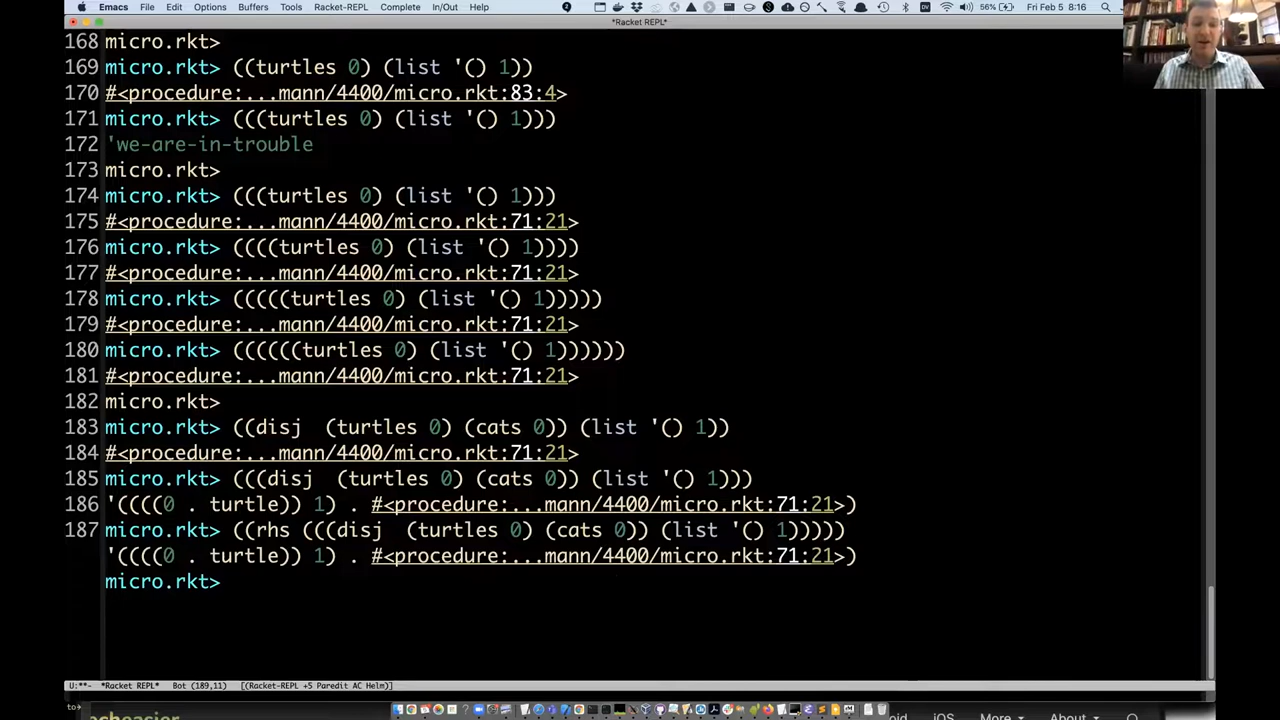 Emacs File Edit Options Buffers Tools Racket-REPL Complete In/Out Help 56% Fri Feb 5 8:16
*Racket REPL*
168 micro.rkt>
169 micro.rkt> ((turtles 0) (list '() 1))
170 #<procedure:...mann/4400/micro.rkt:83:4>
171 micro.rkt> (((turtles 0) (list '() 1)))
172 'we-are-in-trouble
173 micro.rkt>
174 micro.rkt> (((turtles 0) (list '() 1)))
175 #<procedure:...mann/4400/micro.rkt:71:21>
176 micro.rkt> ((((turtles 0) (list '() 1))))
177 #<procedure:...mann/4400/micro.rkt:71:21>
178 micro.rkt> (((((turtles 0) (list '() 1)))))
179 #<procedure:...mann/4400/micro.rkt:71:21>
180 micro.rkt> ((((((turtles 0) (list '() 1))))))
181 #<procedure:...mann/4400/micro.rkt:71:21>
182 micro.rkt>
183 micro.rkt> ((disj  (turtles 0) (cats 0)) (list '() 1))
184 #<procedure:...mann/4400/micro.rkt:71:21>
185 micro.rkt> (((disj  (turtles 0) (cats 0)) (list '() 1)))
186 '((((0 . turtle)) 1) . #<procedure:...mann/4400/micro.rkt:71:21>)
187 micro.rkt> ((rhs (((disj  (turtles 0) (cats 0)) (list '() 1)))))
'((((0 . turtle)) 1) . #<procedure:...mann/4400/micro.rkt:71:21>)
micro.rkt>
U:**- *Racket REPL* Bot (189,11) [(Racket-REPL +5 Paredit AC Helm)]